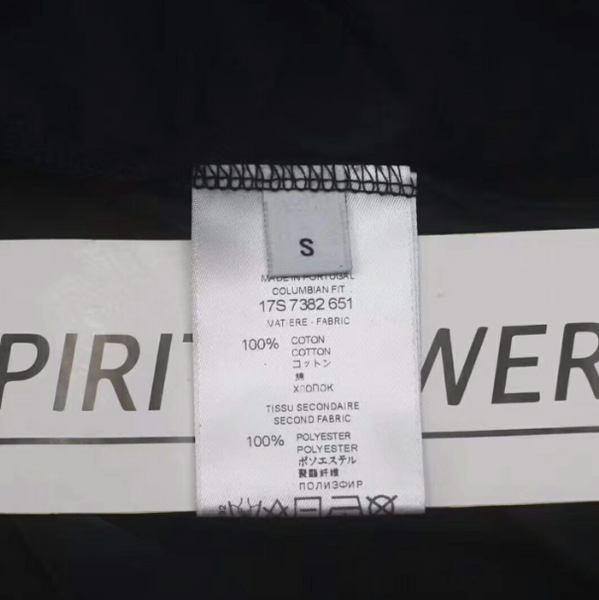 S
MADE IN PORTUGAL
COLUMBIAN FIT
17S 7382 651
MATIERE - FABRIC
100% COTON
COTTON
コットン
棉
ХЛОПОК
TISSU SECONDAIRE
SECOND FABRIC
100% POLYESTER
POLYESTER
ポソエステル
聚酯纤维
ПОЛИЭФИР
PIRIT WER